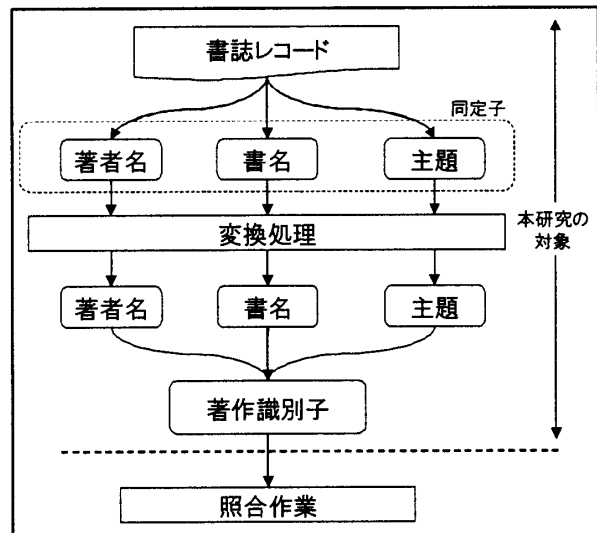 書誌レコード
同定子
著者名 書名 主題
本研究の
対象
変換処理
著者名 書名 主題
著作識別子
照合作業